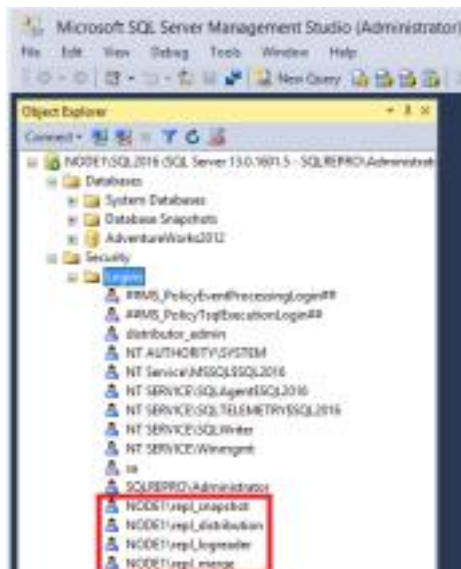 Microsoft SQL Server Management Studio (Administrator)
File Edit View Debug Tools Window Help
New Query
Object Explorer
Connect
NODE1\SQL2016 (SQL Server 13.0.1601.5 - SQLREPRO\Administrat
Databases
System Databases
Database Snapshots
AdventureWorks2012
Security
Logins
##MS_PolicyEventProcessingLogin##
##MS_PolicyTsqlExecutionLogin##
distributor_admin
NT AUTHORITY\SYSTEM
NT Service\MSSQL$SQL2016
NT SERVICE\SQLAgent$SQL2016
NT SERVICE\SQLTELEMETRY$SQL2016
NT SERVICE\SQLWriter
NT SERVICE\Winmgmt
sa
SQLREPRO\Administrator
NODE1\repl_snapshot
NODE1\repl_distribution
NODE1\repl_logreader
NODE1\repl_merge